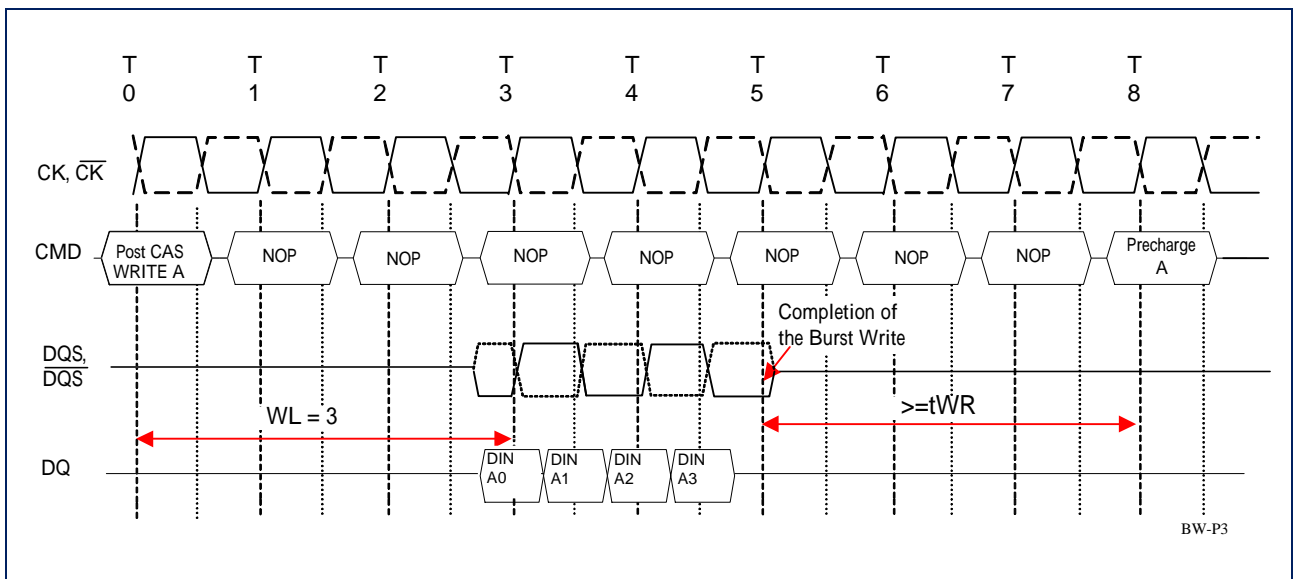 T T T T T T T T T
0 1 2 3 4 5 6 7 8
CK, CK
CMD
Post CAS
WRITE A
NOP
NOP
NOP
NOP
NOP
NOP
NOP
Precharge
A
Completion of
the Burst Write
DQS,
DQS
WL = 3
>=tWR
DQ
DIN
A0
DIN
A1
DIN
A2
DIN
A3
BW-P3